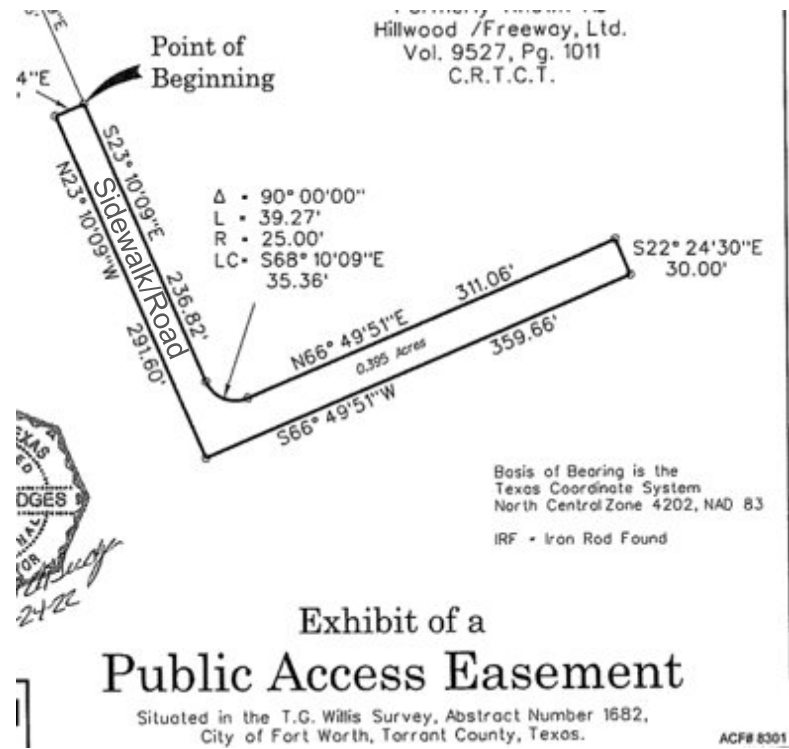 Hillwood /Freeway, Ltd.
Vol. 9527, Pg. 1011
C.R.T.C.T.
Point of
Beginning
4"E
S23° 10'09"E
236.82'
N23° 10'09"W
291.60'
Sidewalk/Road
Δ = 90° 00'00"
L = 39.27'
R = 25.00'
LC= S68° 10'09"E
35.36'
N66° 49'51"E
311.06'
S22° 24'30"E
30.00'
0.395 Acres
S66° 49'51"W
359.66'
Basis of Bearing is the
Texas Coordinate System
North Central Zone 4202, NAD 83
IRF = Iron Rod Found
DGES
-24-22
Exhibit of a
Public Access Easement
Situated in the T.G. Willis Survey, Abstract Number 1682,
City of Fort Worth, Tarrant County, Texas.
ACF# 8301